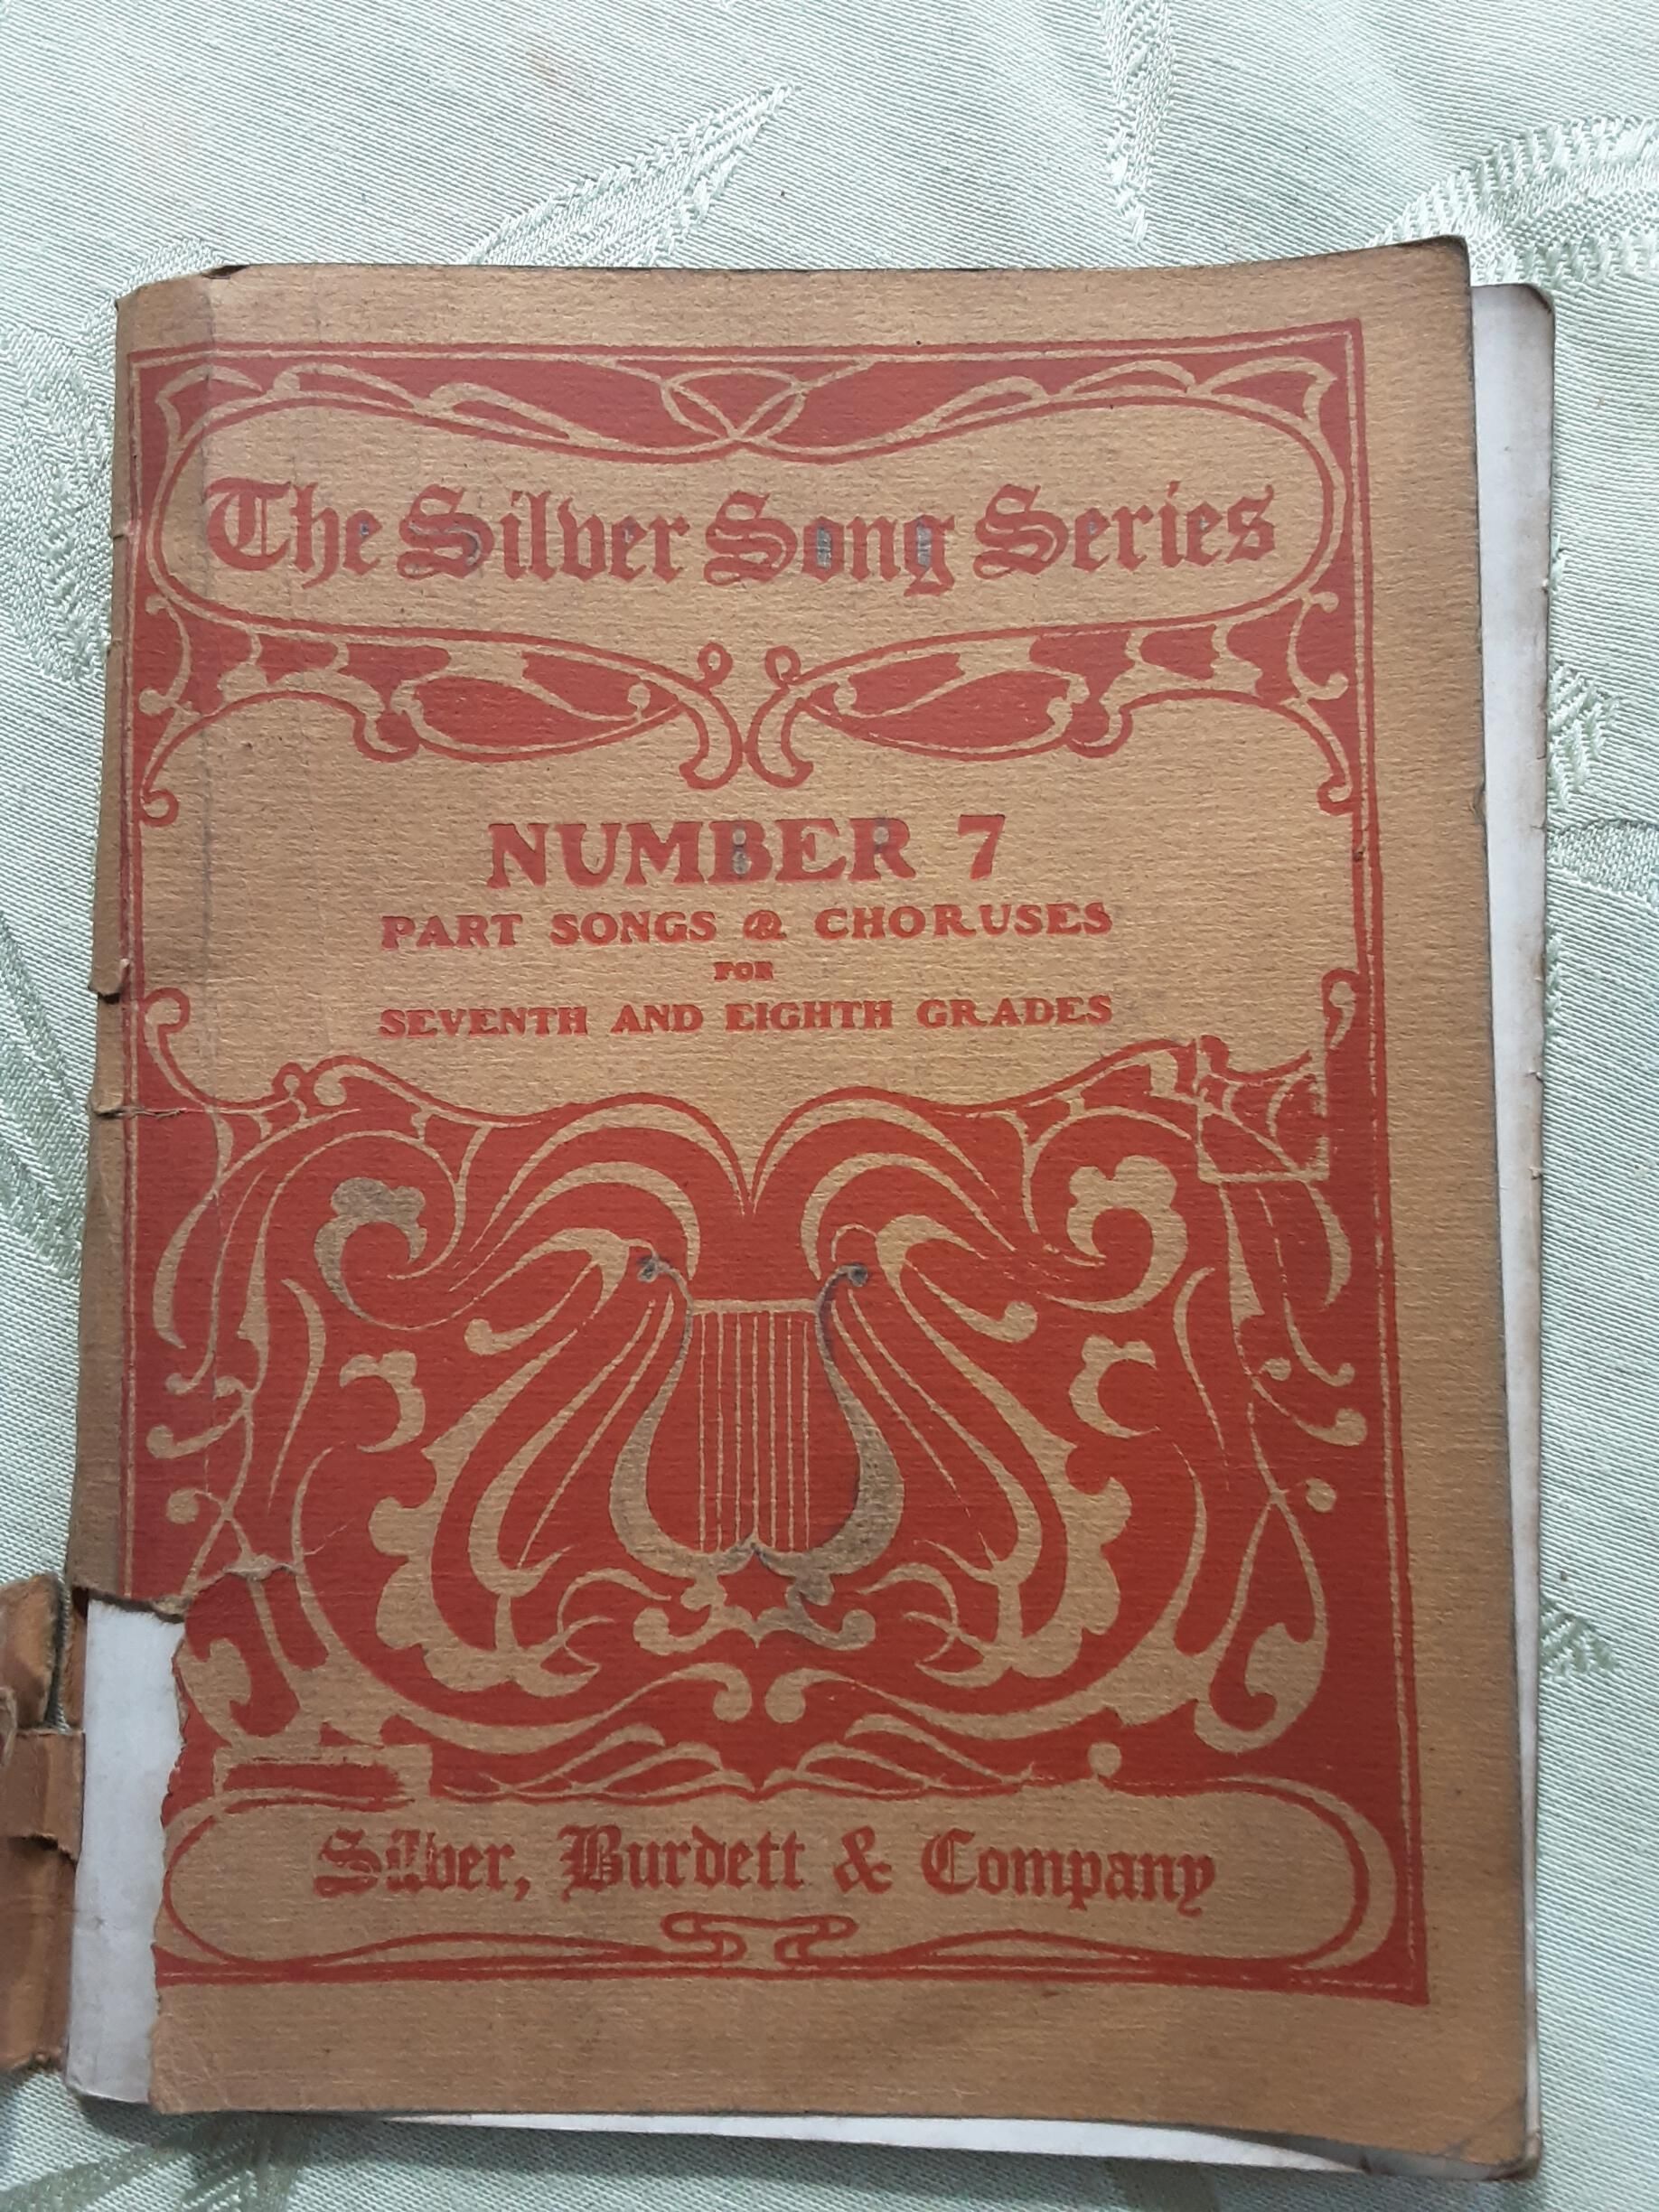 The Silver Song Series
NUMBER 7
PART SONGS & CHORUSES
FOR
SEVENTH AND EIGHTH GRADES
Silver, Burdett & Company